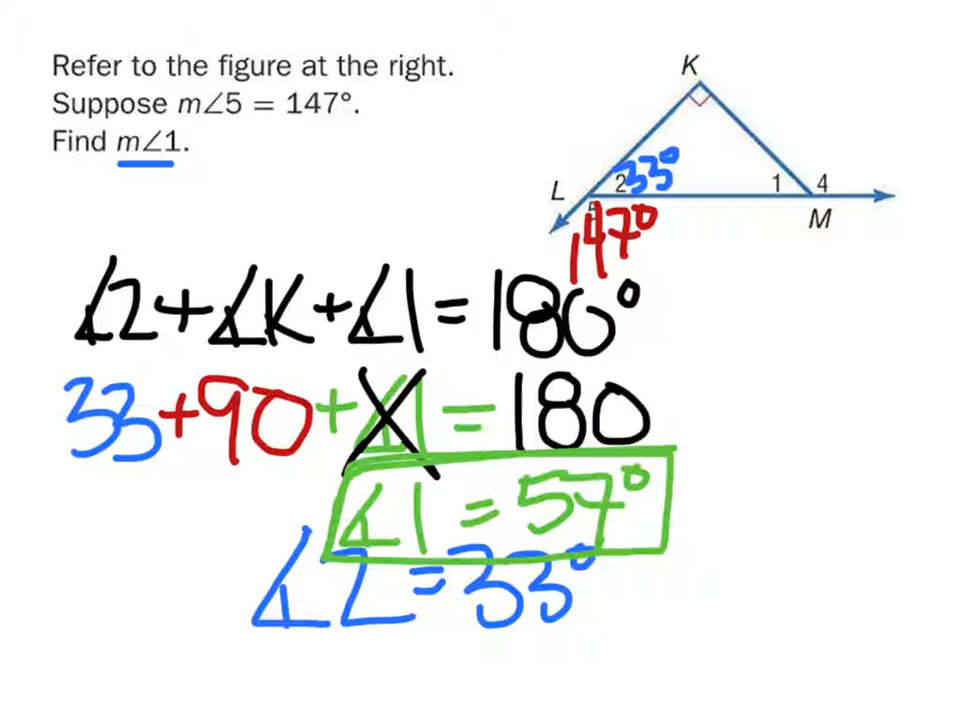 Refer to the figure at the right.
Suppose m∠5 = 147°.
Find m∠1.
K
L
2
33°
1
4
M
5
147°
∠2+∠K+∠1=180°
33+90+∠1=180
X
∠1=57°
∠2=33°